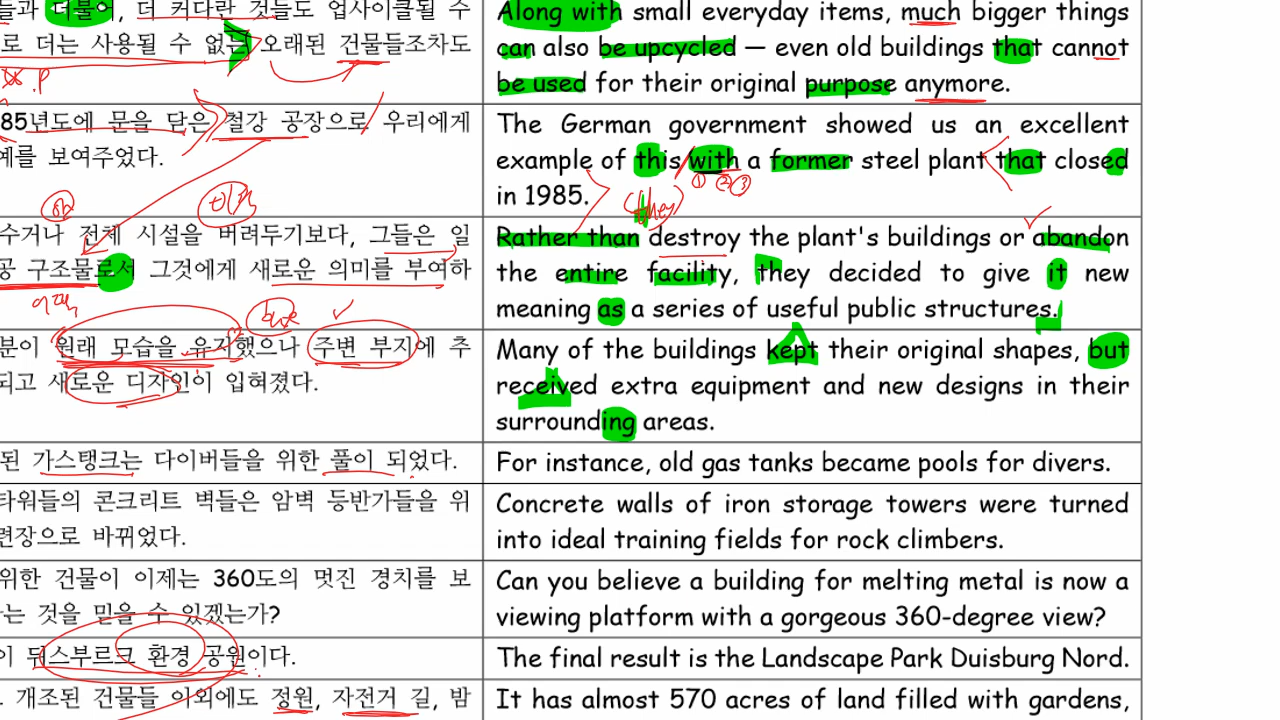 들과 더불어, 더 커다란 것들도 업사이클될 수
로 더는 사용될 수 없는 오래된 건물들조차도
Along with small everyday items, much bigger things
can also be upcycled — even old buildings that cannot
be used for their original purpose anymore.
85년도에 문을 닫은 철강 공장으로 우리에게
예를 보여주었다.
The German government showed us an excellent
example of this with a former steel plant that closed
in 1985.
① ② ③
(they)
수거나 전체 시설을 버려두기보다, 그들은 일
공 구조물로서 그것에게 새로운 의미를 부여하
Rather than destroy the plant's buildings or abandon
the entire facility, they decided to give it new
meaning as a series of useful public structures.
분이 원래 모습을 유지했으나 주변 부지에 추
되고 새로운 디자인이 입혀졌다.
Many of the buildings kept their original shapes, but
received extra equipment and new designs in their
surrounding areas.
된 가스탱크는 다이버들을 위한 풀이 되었다.
For instance, old gas tanks became pools for divers.
타워들의 콘크리트 벽들은 암벽 등반가들을 위
련장으로 바뀌었다.
Concrete walls of iron storage towers were turned
into ideal training fields for rock climbers.
위한 건물이 이제는 360도의 멋진 경치를 보
는 것을 믿을 수 있겠는가?
Can you believe a building for melting metal is now a
viewing platform with a gorgeous 360-degree view?
이 뒤스부르크 환경 공원이다.
The final result is the Landscape Park Duisburg Nord.
개조된 건물들 이외에도 정원, 자전거 길, 밤
It has almost 570 acres of land filled with gardens,